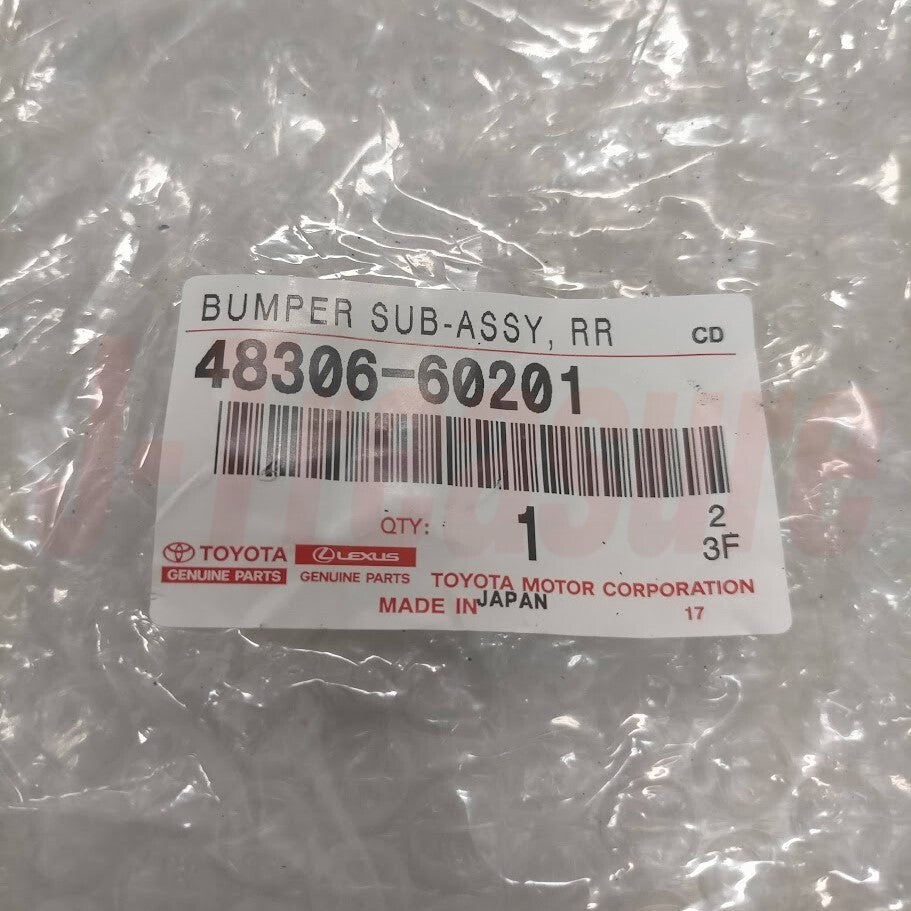 BUMPER SUB-ASSY, RR CD
48306-60201
QTY: 1 2
3F
TOYOTA LEXUS
GENUINE PARTS GENUINE PARTS
TOYOTA MOTOR CORPORATION
MADE IN JAPAN 17
J-Treasure